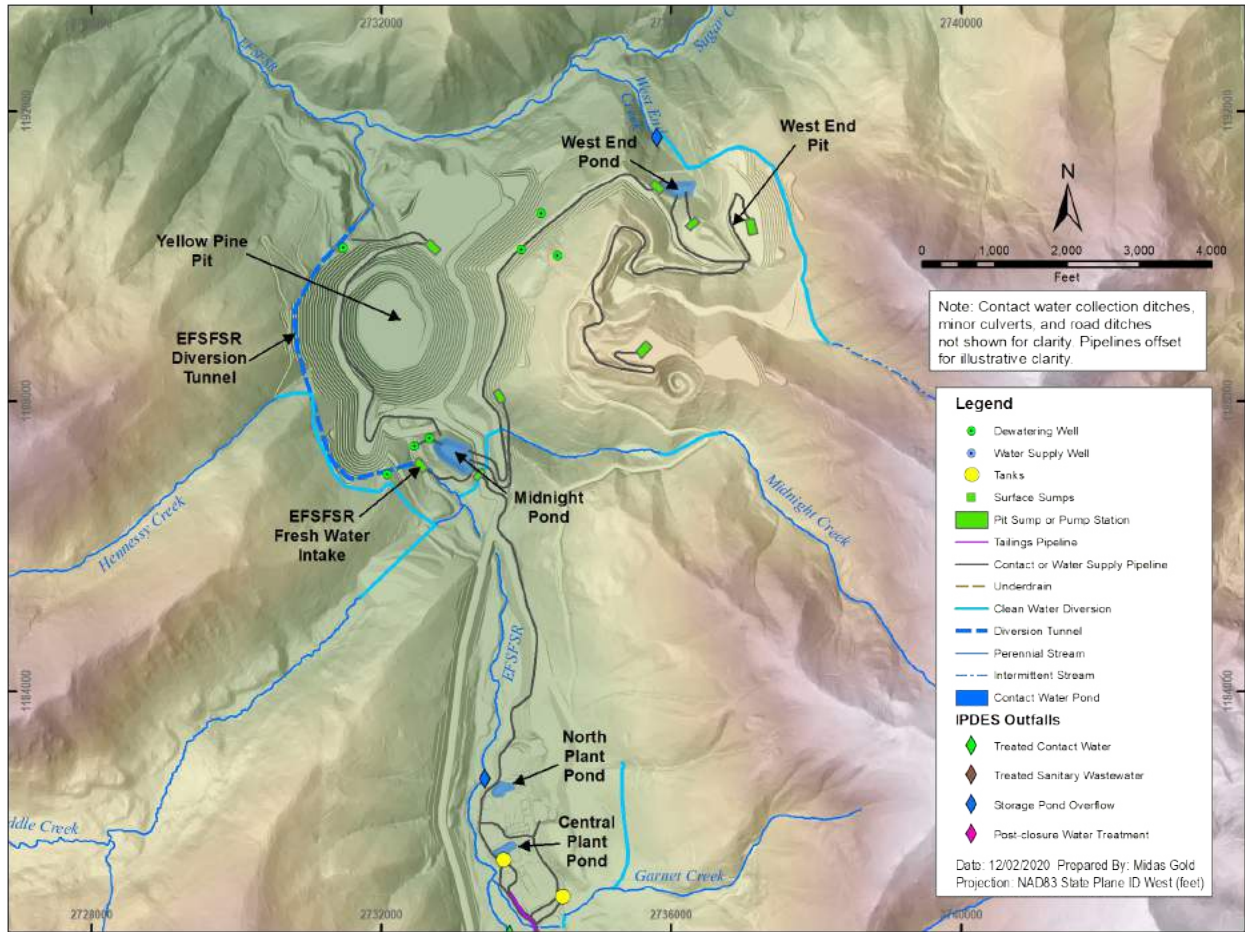 2732000
2740000
EFSFSR
Sugar C
1192000
1192000
West End
Creek
West End
Pond
West End
Pit
N
Yellow Pine
Pit
0 1,000 2,000 3,000 4,000
Feet
Note: Contact water collection ditches,
minor culverts, and road ditches
not shown for clarity. Pipelines offset
for illustrative clarity.
EFSFSR
Diversion
Tunnel
Legend
Dewatering Well
Water Supply Well
Tanks
Surface Sumps
Pit Sump or Pump Station
Tailings Pipeline
Contact or Water Supply Pipeline
Underdrain
Clean Water Diversion
Diversion Tunnel
Perennial Stream
Intermittent Stream
Contact Water Pond
IPDES Outfalls
Treated Contact Water
Treated Sanitary Wastewater
Storage Pond Overflow
Post-closure Water Treatment
Date: 12/02/2020 Prepared By: Midas Gold
Projection: NAD83 State Plane ID West (feet)
Midnight
Pond
Midnight Creek
Hennessy Creek
EFSFSR
Fresh Water
Intake
1184000
1184000
EFSFSR
North
Plant
Pond
Central
Plant
Pond
ddle Creek
Garnet Creek
2728000
2732000
2736000
2740000